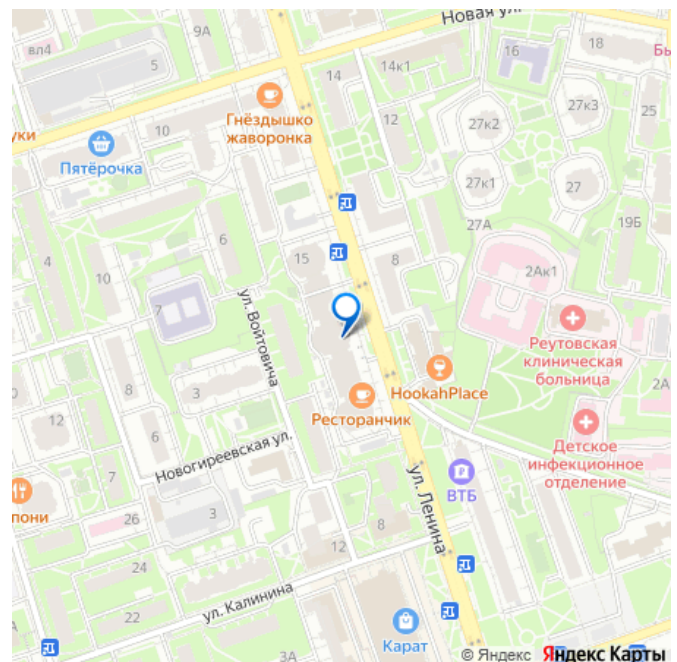 Новая ул.
9А
вл4
5
14
14к1
16
18
Бы
Гнёздышко
жаворонка
27к3
25
10
12
27к2
уки
Пятёрочка
27к1
27
4
6
27А
19Б
10
15
8
2Ак1
7
ул. Войтовича
Реутовская
клиническая
больница
8
3
HookahPlace
2А
Ресторанчик
12
6
Новогиреевская ул.
Детское
инфекционное
отделение
7
ВТБ
ул. Ленина
пони
26
3
8
12
24
ул. Калинина
22
Карат
3А
© Яндекс Яндекс Карты